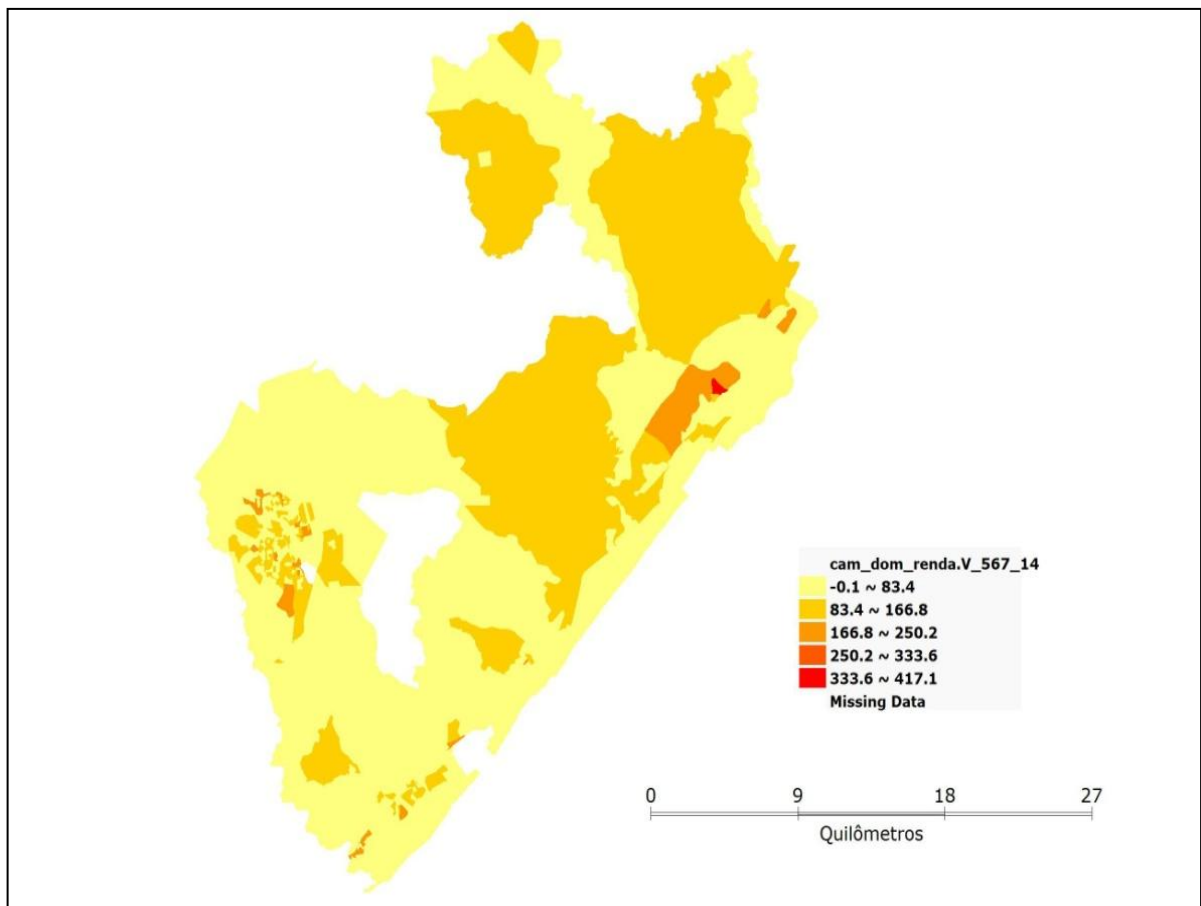 cam_dom_renda.V_567_14
-0.1 ~ 83.4
83.4 ~ 166.8
166.8 ~ 250.2
250.2 ~ 333.6
333.6 ~ 417.1
Missing Data
0 9 18 27
Quilômetros